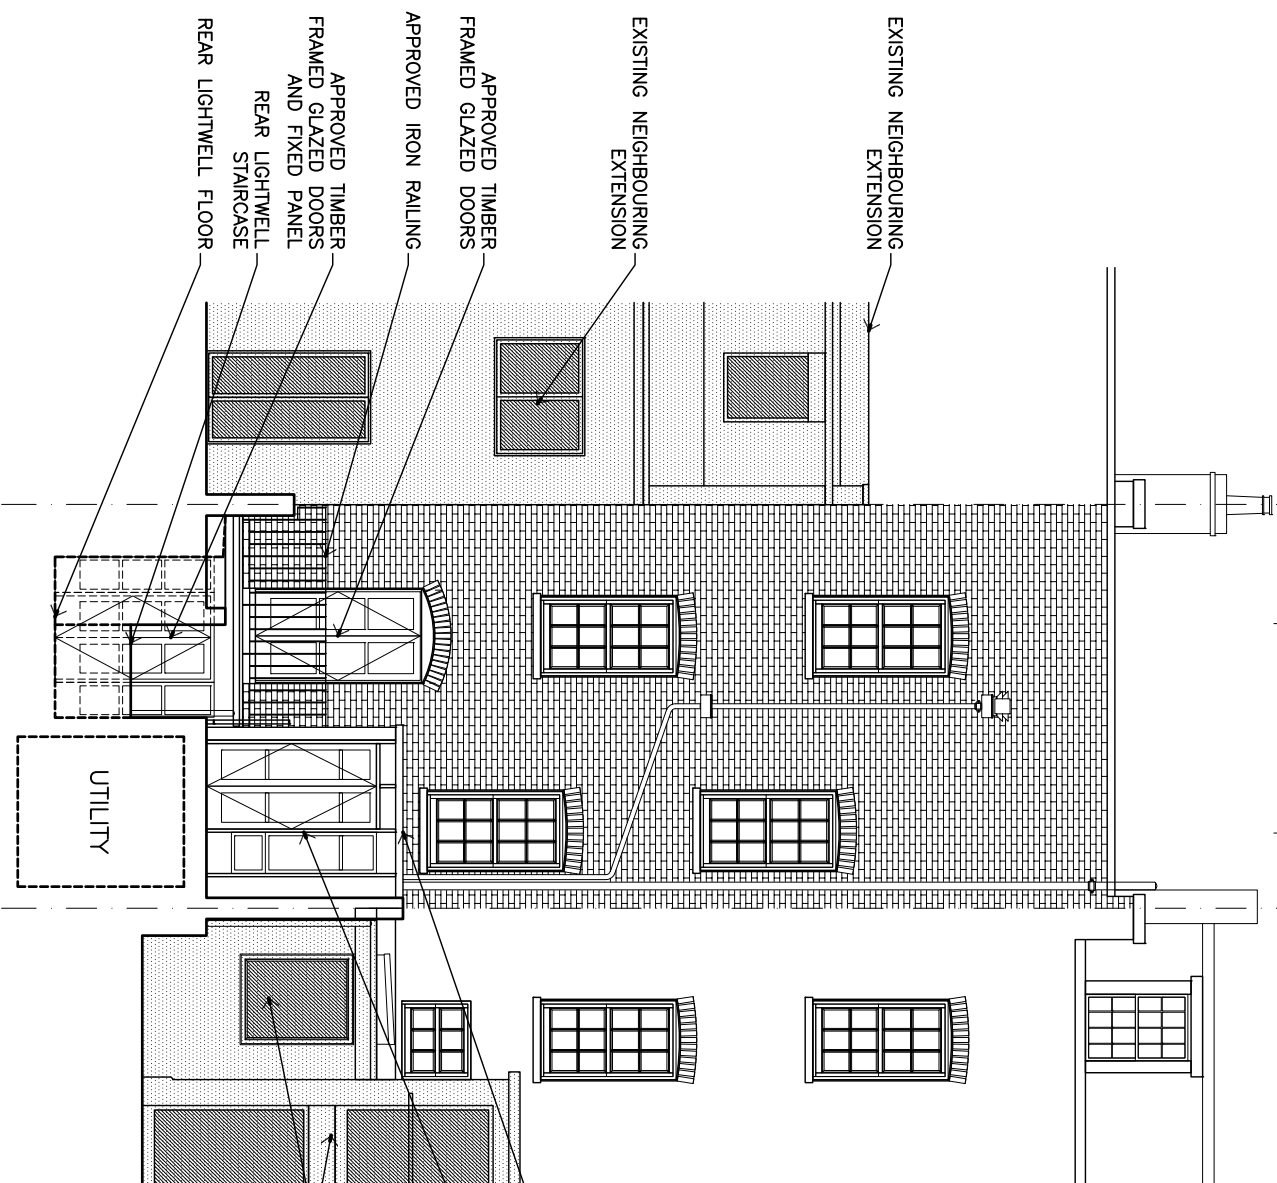 EXISTING NEIGHBOURING
EXTENSION
EXISTING NEIGHBOURING
EXTENSION
APPROVED TIMBER
FRAMED GLAZED DOORS
APPROVED IRON RAILING
APPROVED TIMBER
FRAMED GLAZED DOORS
AND FIXED PANEL
REAR LIGHTWELL
STAIRCASE
REAR LIGHTWELL FLOOR
UTILITY